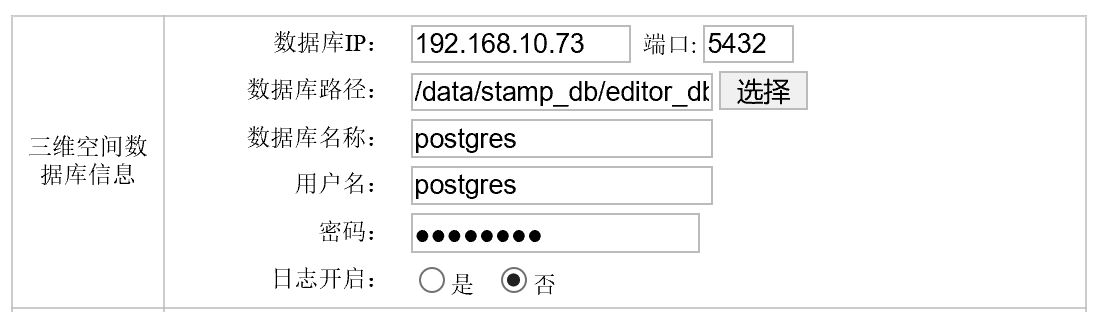 三维空间数
据库信息
数据库IP： 192.168.10.73 端口: 5432
数据库路径： /data/stamp_db/editor_db 选择
数据库名称： postgres
用户名： postgres
密码： ●●●●●●●●
日志开启： 是 否